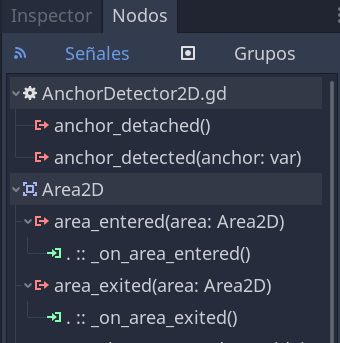 Inspector Nodos
Señales Grupos
AnchorDetector2D.gd
anchor_detached()
anchor_detected(anchor: var)
Area2D
area_entered(area: Area2D)
. :: _on_area_entered()
area_exited(area: Area2D)
. :: _on_area_exited()